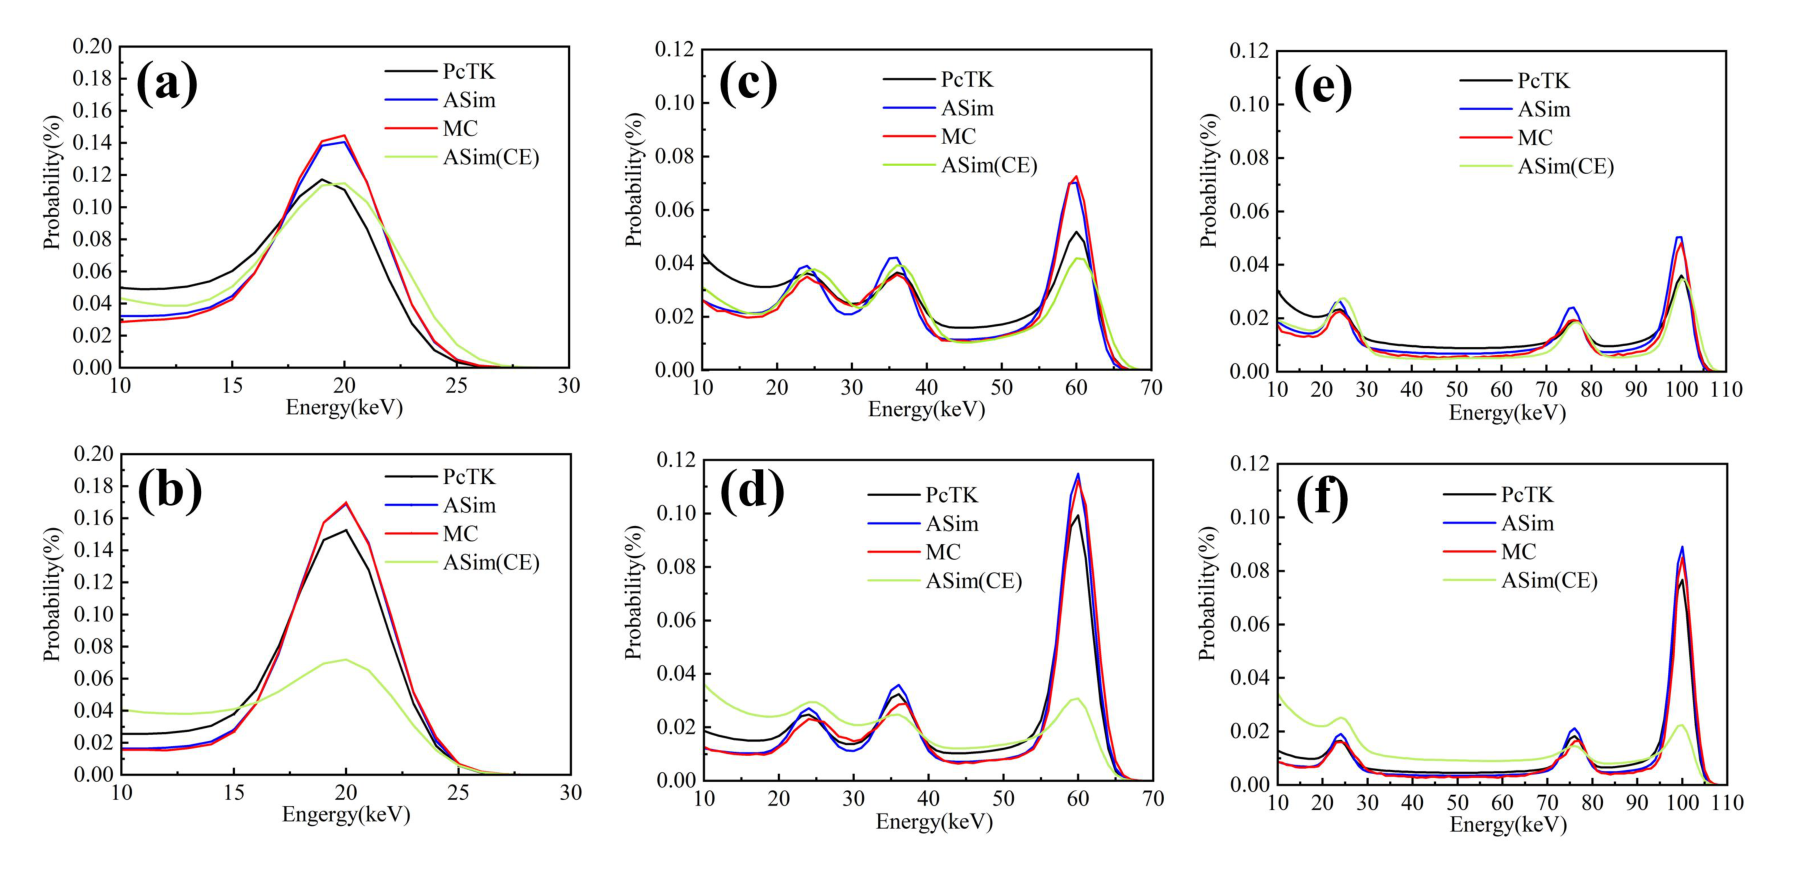 (a)
PcTK
ASim
MC
ASim(CE)
Probability(%)
0.20
0.18
0.16
0.14
0.12
0.10
0.08
0.06
0.04
0.02
0.00
10 15 20 25 30
Energy(keV)
(c)
PcTK
ASim
MC
ASim(CE)
Probability(%)
0.12
0.10
0.08
0.06
0.04
0.02
0.00
10 20 30 40 50 60 70
Energy(keV)
(e)
PcTK
ASim
MC
ASim(CE)
Probability(%)
0.12
0.10
0.08
0.06
0.04
0.02
0.00
10 20 30 40 50 60 70 80 90 100 110
Energy(keV)
(b)
PcTK
ASim
MC
ASim(CE)
Probability(%)
0.20
0.18
0.16
0.14
0.12
0.10
0.08
0.06
0.04
0.02
0.00
10 15 20 25 30
Engergy(keV)
(d)
PcTK
ASim
MC
ASim(CE)
Probability(%)
0.12
0.10
0.08
0.06
0.04
0.02
0.00
10 20 30 40 50 60 70
Energy(keV)
(f)
PcTK
ASim
MC
ASim(CE)
Probability(%)
0.12
0.10
0.08
0.06
0.04
0.02
0.00
10 20 30 40 50 60 70 80 90 100 110
Energy(keV)